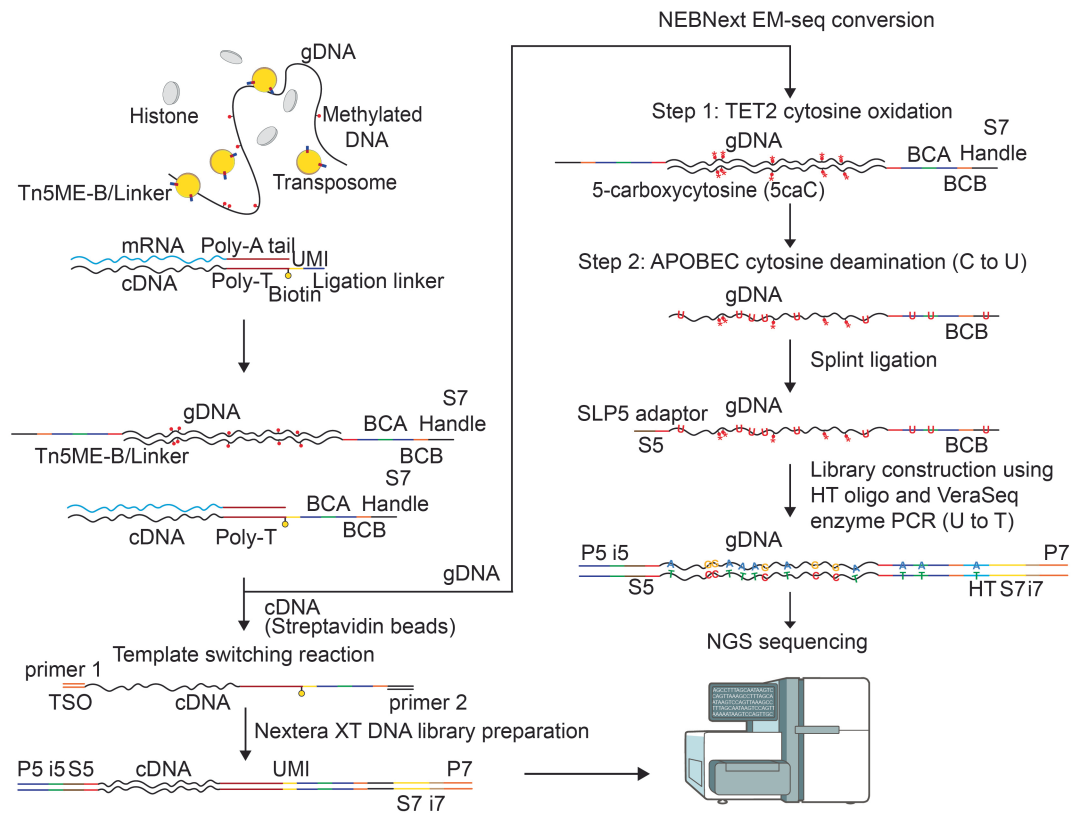 NEBNext EM-seq conversion
gDNA
Histone
Methylated
DNA
Tn5ME-B/Linker
Transposome
mRNA
Poly-A tail
UMI
cDNA
Poly-T
Biotin
Ligation linker
gDNA
S7
Handle
BCA
Tn5ME-B/Linker
BCB
S7
BCA
Handle
cDNA
Poly-T
BCB
gDNA
cDNA
(Streptavidin beads)
Template switching reaction
primer 1
TSO
cDNA
primer 2
Nextera XT DNA library preparation
P5 i5 S5
cDNA
UMI
P7
S7 i7
Step 1: TET2 cytosine oxidation
gDNA
S7
BCA
Handle
5-carboxycytosine (5caC)
BCB
Step 2: APOBEC cytosine deamination (C to U)
gDNA
U U U U U U U U U
BCB
Splint ligation
SLP5 adaptor
gDNA
U U U U U U U U U
S5
BCB
Library construction using
HT oligo and VeraSeq
enzyme PCR (U to T)
gDNA
P5 i5
P7
A G G A A A G A G G A A A A
T C C T T T C T C C T T T T
S5
HT S7 i7
NGS sequencing
AGCCTTTAGCAATAAGTC
CAGTTAAAGCCTTTAGCA
ATAAGTCCAGTTAAAGCC
TTTAGCAATAAGTCCAGTT
AAAAATAAGTCCAGTTGC